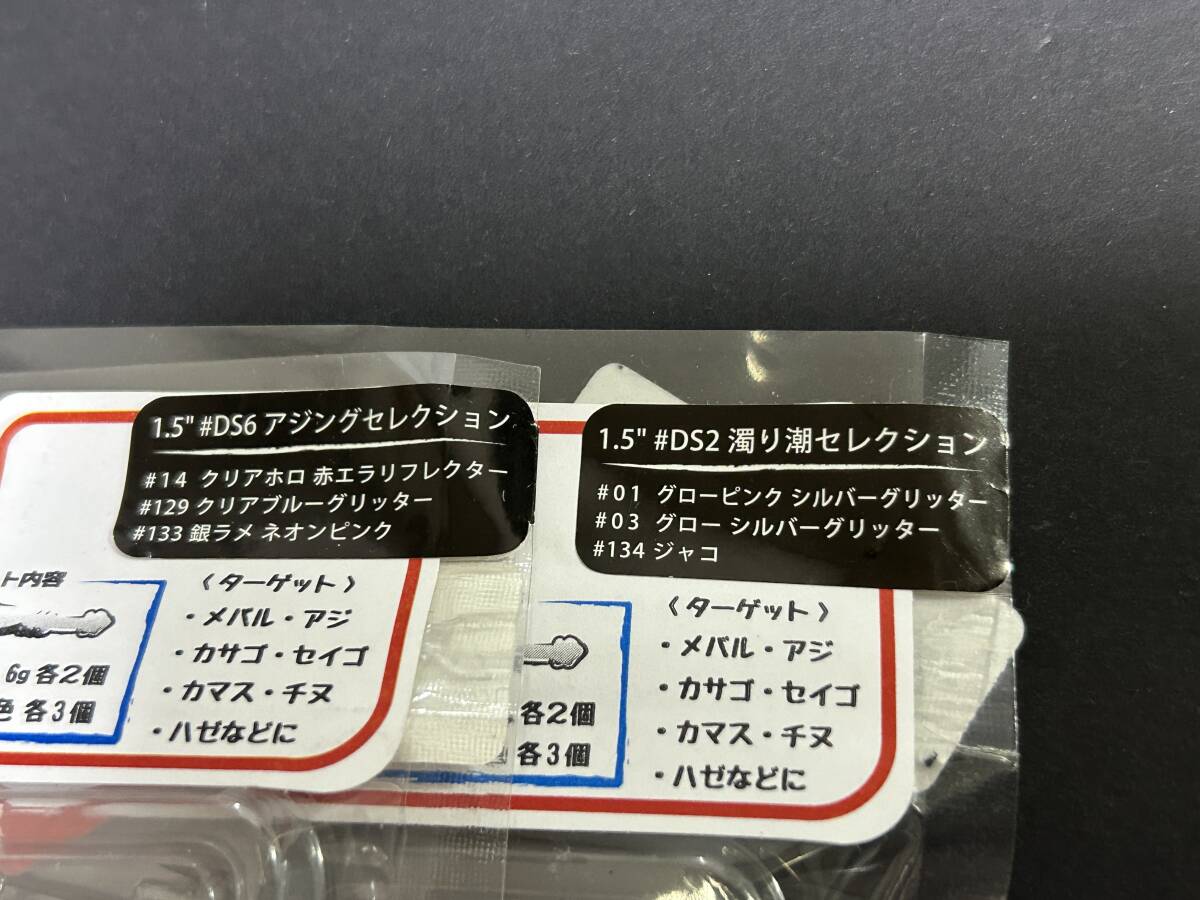 1.5" #DS6 アジングセレクション
#14 クリアホロ 赤エラリフレクター
#129 クリアブルーグリッター
#133 銀ラメ ネオンピンク
ト内容
6g 各2個
色 各3個
〈ターゲット〉
・メバル・アジ
・カサゴ・セイゴ
・カマス・チヌ
・ハゼなどに
1.5" #DS2 濁り潮セレクション
#01 グローピンク シルバーグリッター
#03 グロー シルバーグリッター
#134 ジャコ
各2個
各3個
〈ターゲット〉
・メバル・アジ
・カサゴ・セイゴ
・カマス・チヌ
・ハゼなどに